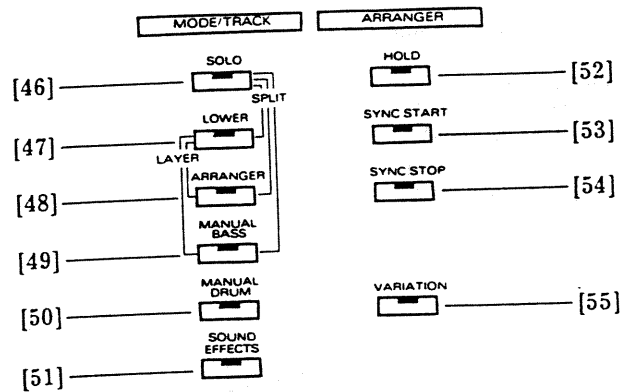 MODE/TRACK ARRANGER
SOLO HOLD
[46] [52]
SPLIT
LOWER SYNC START
[47] [53]
LAYER
ARRANGER SYNC STOP
[48] [54]
MANUAL
BASS
[49]
MANUAL
DRUM VARIATION
[50] [55]
SOUND
EFFECTS
[51]